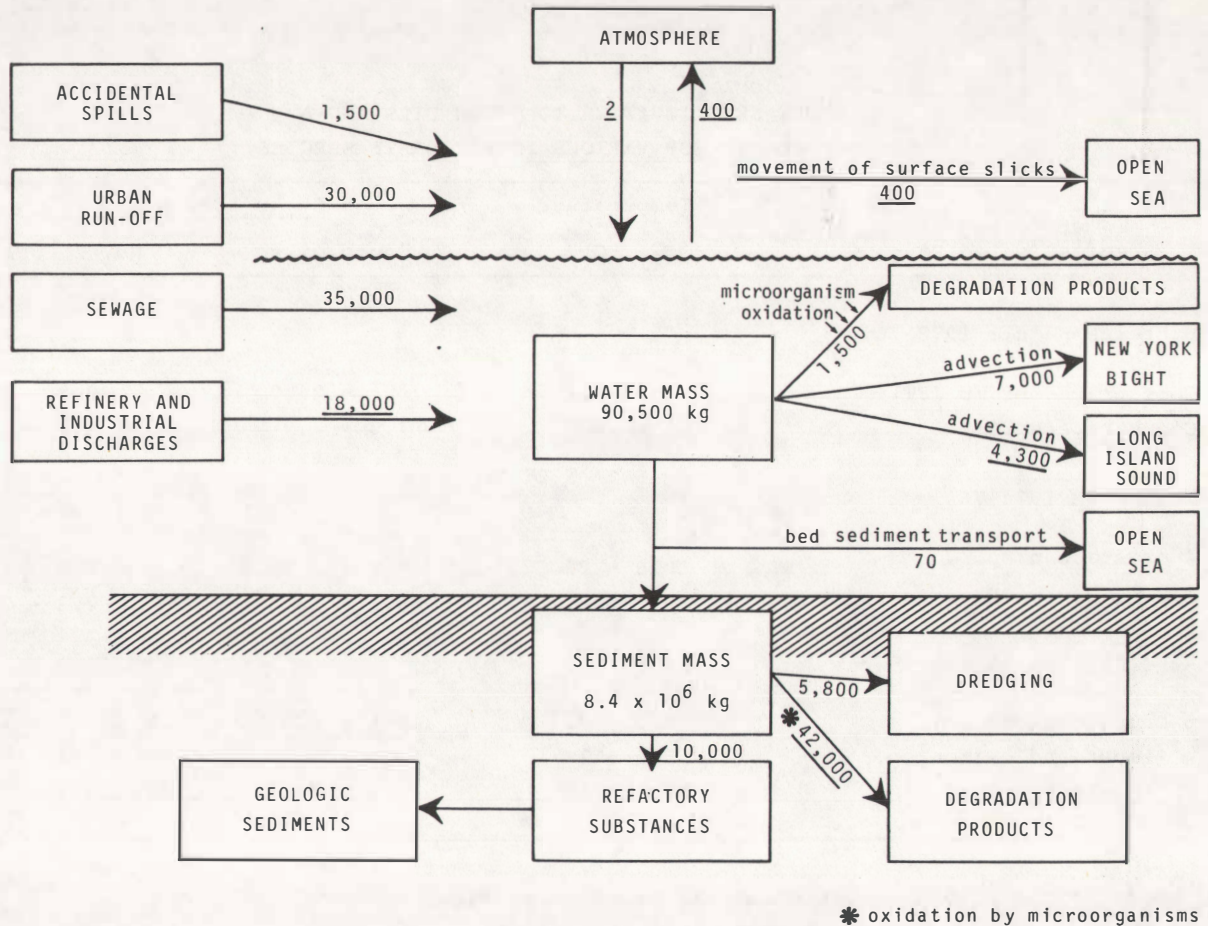 ATMOSPHERE
ACCIDENTAL
SPILLS
1,500
2
400
movement of surface slicks
400
OPEN
SEA
URBAN
RUN-OFF
30,000
SEWAGE
35,000
microorganism
oxidation
1,500
DEGRADATION PRODUCTS
REFINERY AND
INDUSTRIAL
DISCHARGES
18,000
WATER MASS
90,500 kg
advection
7,000
NEW YORK
BIGHT
advection
4,300
LONG
ISLAND
SOUND
bed sediment transport
70
OPEN
SEA
SEDIMENT MASS
8.4 x 10⁶ kg
5,800
DREDGING
✱ 42,000
DEGRADATION
PRODUCTS
10,000
REFACTORY
SUBSTANCES
GEOLOGIC
SEDIMENTS
✱ oxidation by microorganisms